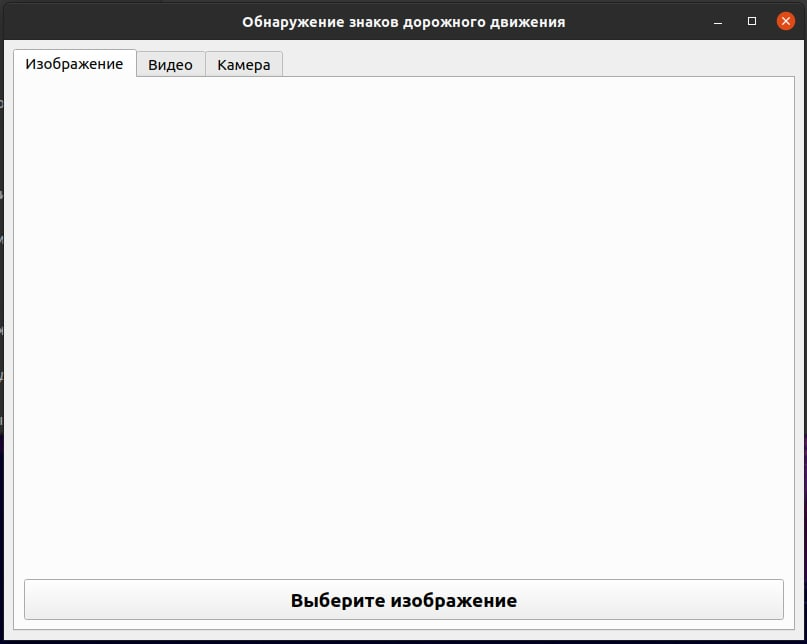 Обнаружение знаков дорожного движения
Изображение Видео Камера
Выберите изображение